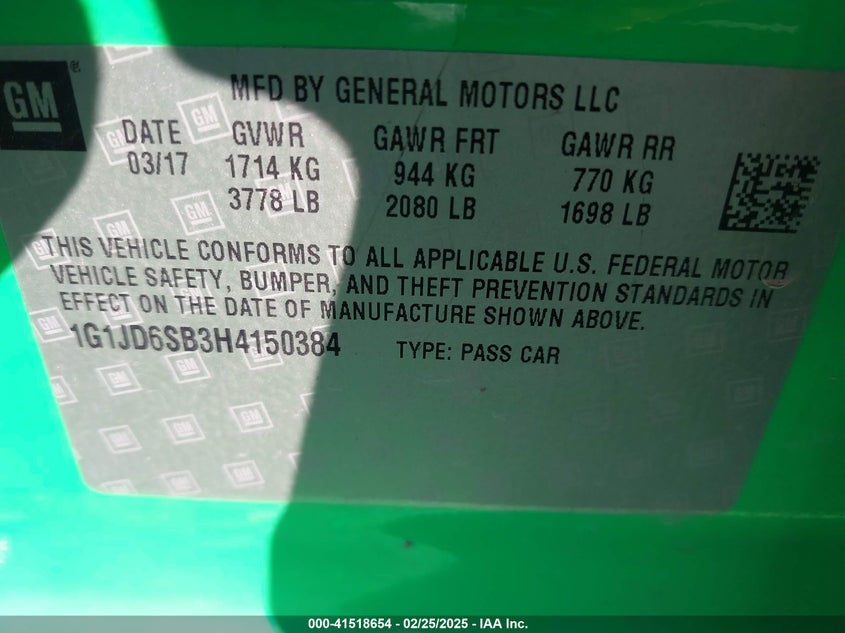 GM
MFD BY GENERAL MOTORS LLC
DATE GVWR GAWR FRT GAWR RR
03/17 1714 KG 944 KG 770 KG
3778 LB 2080 LB 1698 LB
THIS VEHICLE CONFORMS TO ALL APPLICABLE U.S. FEDERAL MOTOR
VEHICLE SAFETY, BUMPER, AND THEFT PREVENTION STANDARDS IN
EFFECT ON THE DATE OF MANUFACTURE SHOWN ABOVE.
1G1JD6SB3H4150384 TYPE: PASS CAR
000-41518654 - 02/25/2025 - IAA Inc.